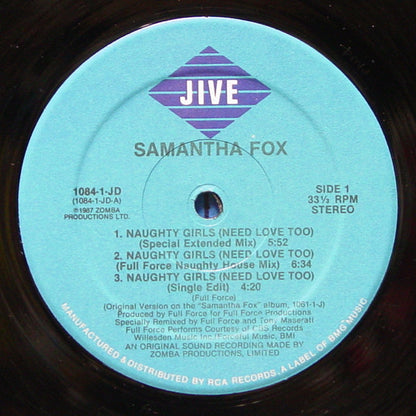 JIVE
SAMANTHA FOX
1084-1-JD
(1084-1-JD-A)
℗1987 ZOMBA
PRODUCTIONS LTD.
SIDE 1
33⅓ RPM
STEREO
1. NAUGHTY GIRLS (NEED LOVE TOO)
(Special Extended Mix) 5:52
2. NAUGHTY GIRLS (NEED LOVE TOO)
(Full Force Naughty House Mix) 6:34
3. NAUGHTY GIRLS (NEED LOVE TOO)
(Single Edit) 4:20
(Full Force)
(Original Version on the "Samantha Fox" album, 1061-1-J)
Produced by Full Force for Full Force Productions
Specially Remixed by Full Force and Tony Maserati
Full Force Performs Courtesy of CBS Records
Willesden Music Inc/Forceful Music, BMI
AN ORIGINAL SOUND RECORDING MADE BY
ZOMBA PRODUCTIONS, LIMITED
MANUFACTURED & DISTRIBUTED BY RCA RECORDS. A LABEL OF BMG MUSIC